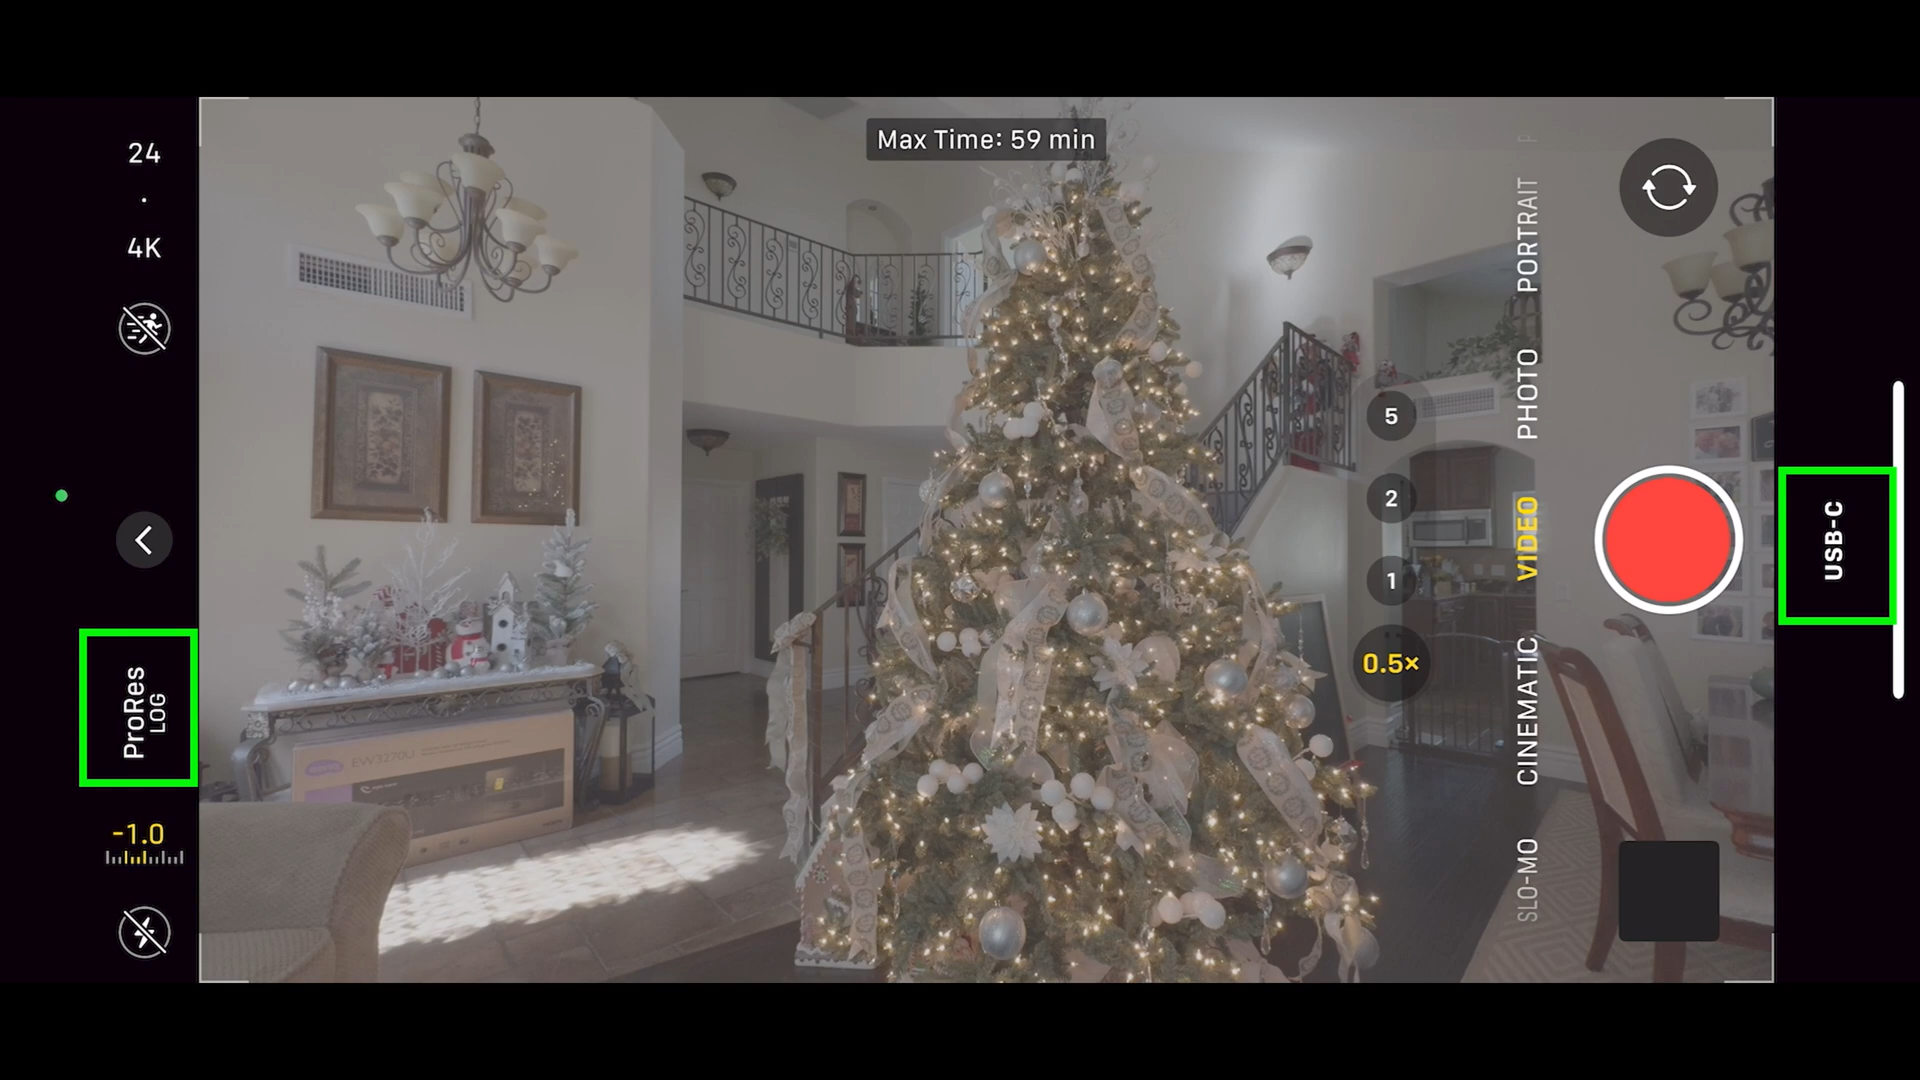 Max Time: 59 min
24
4K
ProRes
LOG
-1.0
5
2
1
0.5×
P
PORTRAIT
PHOTO
VIDEO
CINEMATIC
SLO-MO
USB-C
EW3270U